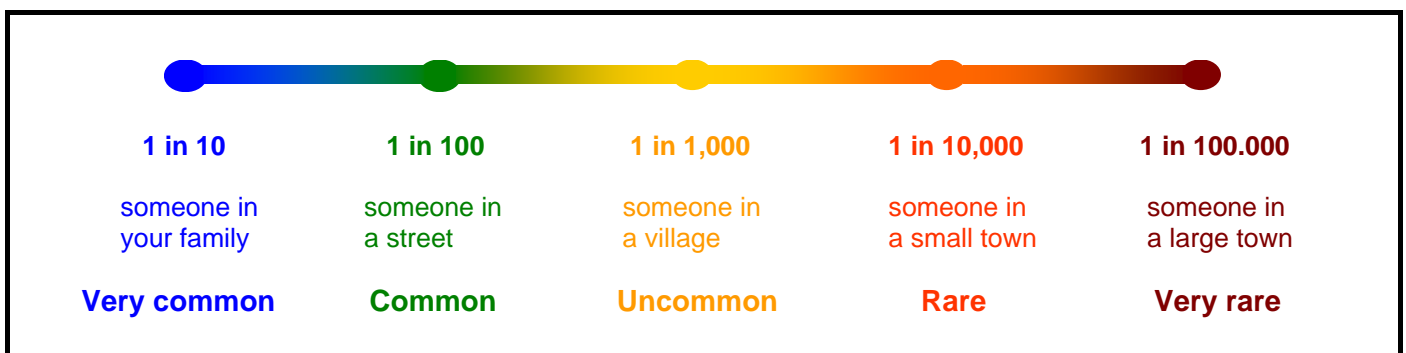 1 in 10 1 in 100 1 in 1,000 1 in 10,000 1 in 100.000
someone in someone in someone in someone in someone in
your family a street a village a small town a large town
Very common Common Uncommon Rare Very rare